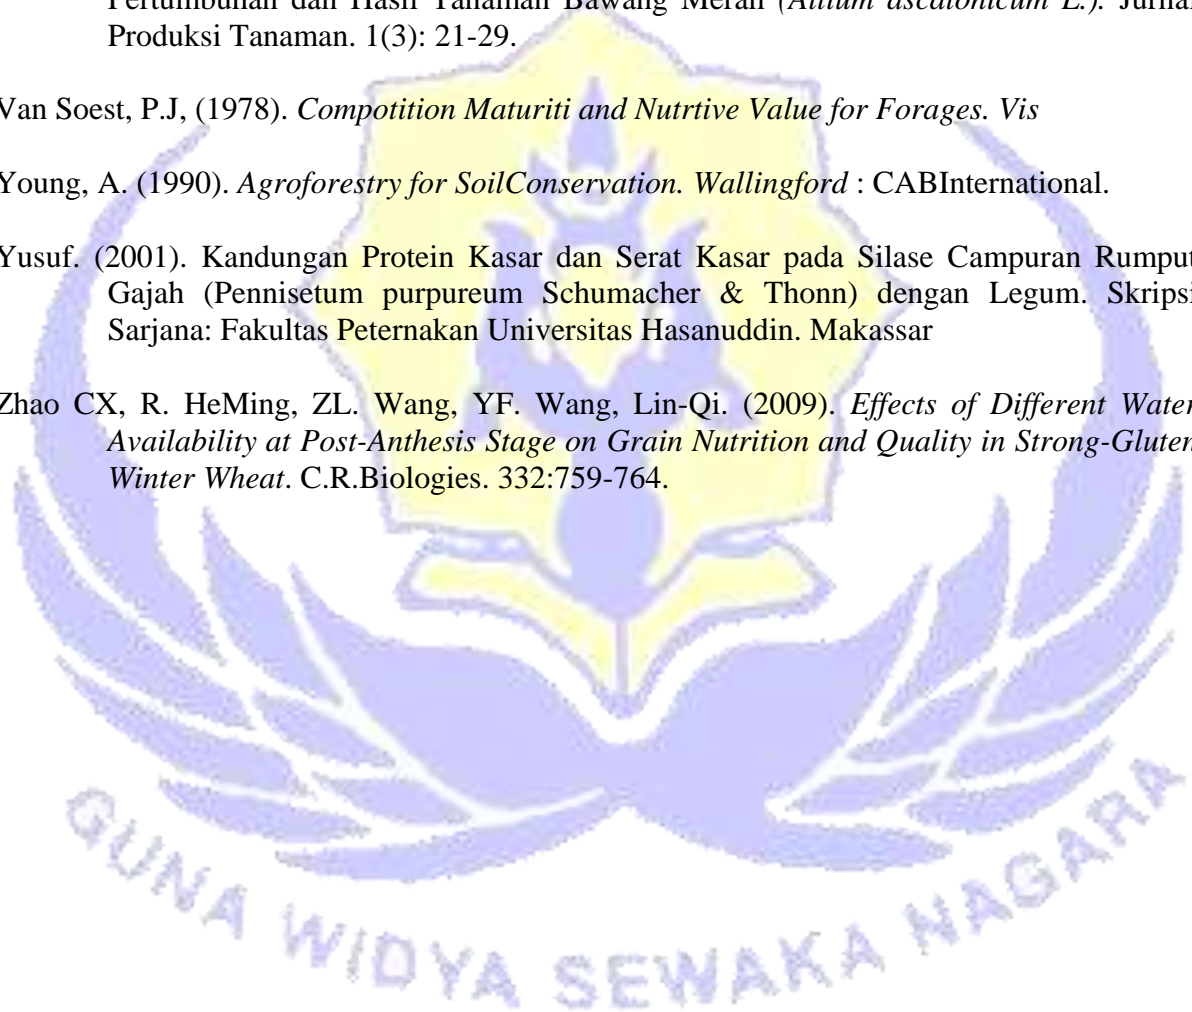 Pertumbuhan dan Hasil Tanaman Bawang Merah (Allium ascalonicum L.). Jurnal
Produksi Tanaman. 1(3): 21-29.
Van Soest, P.J, (1978). Compotition Maturiti and Nutrtive Value for Forages. Vis
Young, A. (1990). Agroforestry for SoilConservation. Wallingford : CABInternational.
Yusuf. (2001). Kandungan Protein Kasar dan Serat Kasar pada Silase Campuran Rumput
Gajah (Pennisetum purpureum Schumacher & Thonn) dengan Legum. Skripsi
Sarjana: Fakultas Peternakan Universitas Hasanuddin. Makassar
Zhao CX, R. HeMing, ZL. Wang, YF. Wang, Lin-Qi. (2009). Effects of Different Water
Availability at Post-Anthesis Stage on Grain Nutrition and Quality in Strong-Gluten
Winter Wheat. C.R.Biologies. 332:759-764.
GUNA WIDYA SEWAKA NAGARA